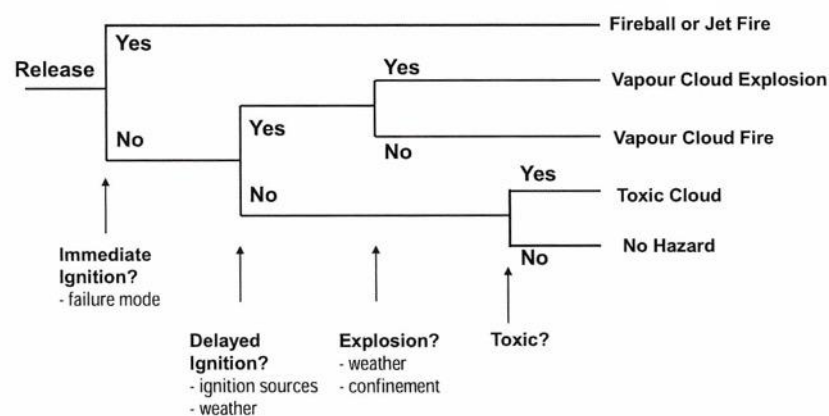 Fireball or Jet Fire
Yes
Release
Yes
Vapour Cloud Explosion
No
Yes
No
Vapour Cloud Fire
No
Yes
Toxic Cloud
No
No Hazard
Immediate
Ignition?
- failure mode
Delayed
Ignition?
- ignition sources
- weather
Explosion?
- weather
- confinement
Toxic?